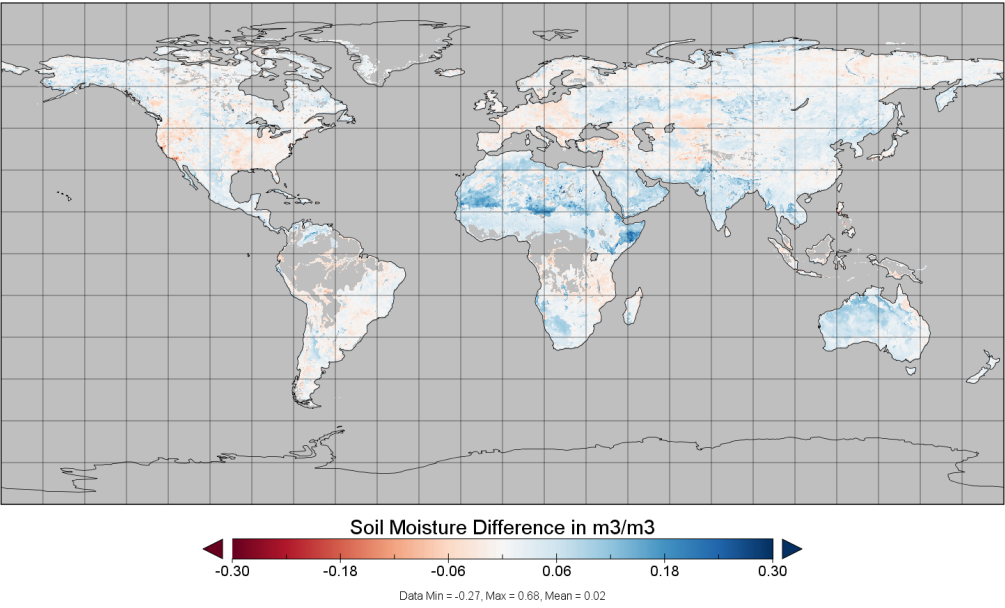 Soil Moisture Difference in m3/m3
-0.30 -0.18 -0.06 0.06 0.18 0.30
Data Min = -0.27, Max = 0.68, Mean = 0.02